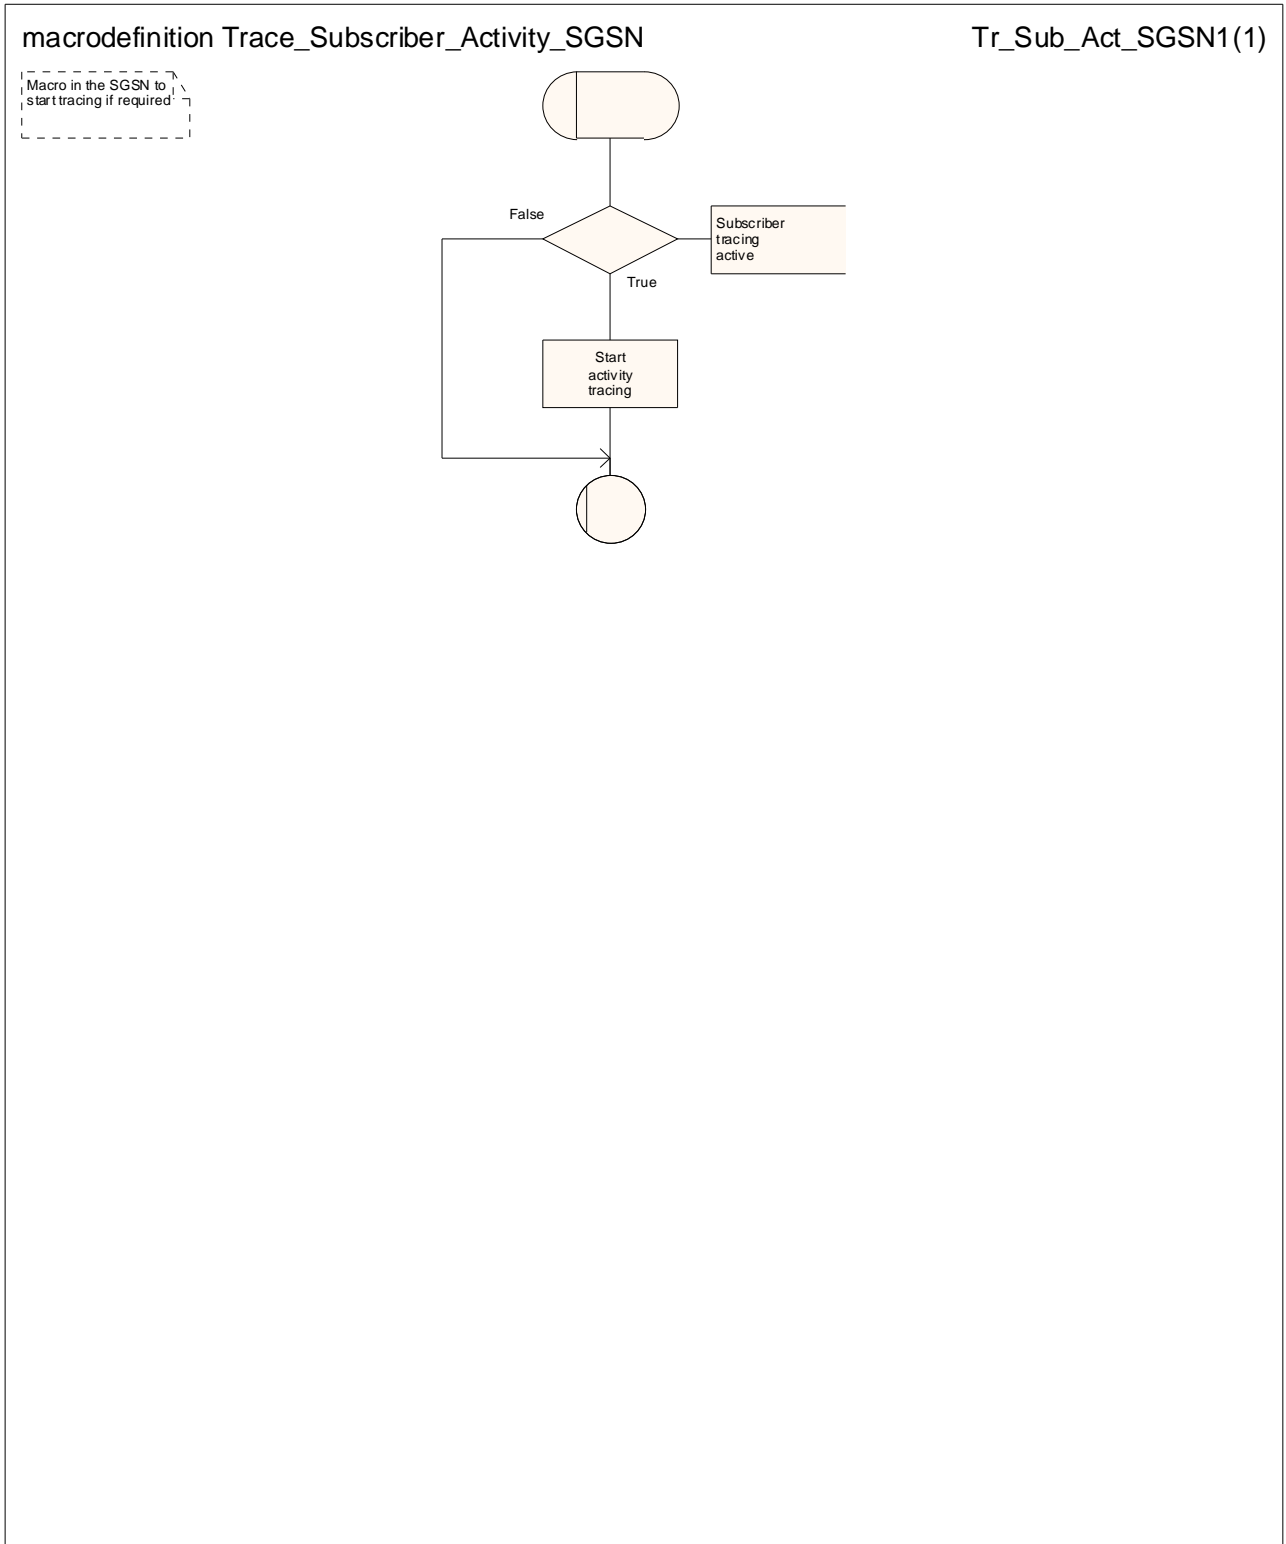 macrodefinition Trace_Subscriber_Activity_SGSN
Tr_Sub_Act_SGSN1(1)
Macro in the SGSN to
start tracing if required
False
Subscriber
tracing
active
True
Start
activity
tracing